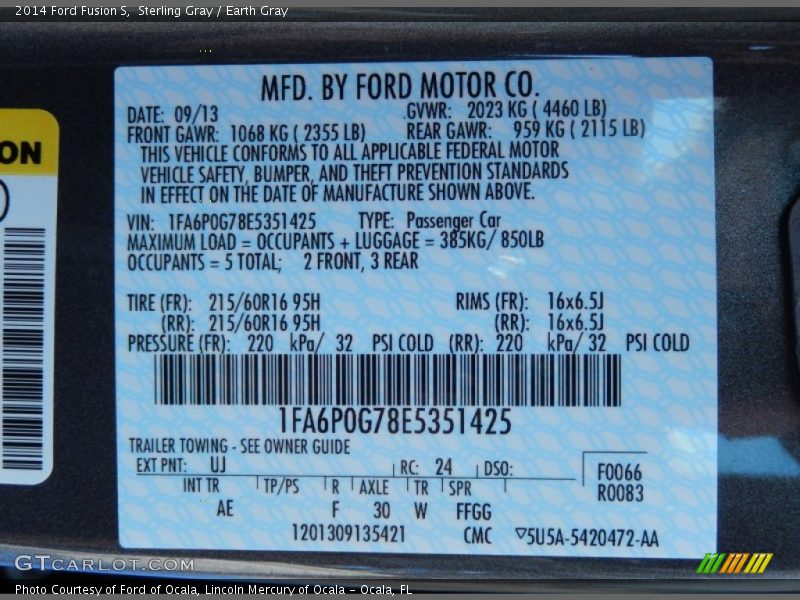 2014 Ford Fusion S,  Sterling Gray / Earth Gray
ON
MFD. BY FORD MOTOR CO.
DATE: 09/13 GVWR: 2023 KG ( 4460 LB)
FRONT GAWR: 1068 KG ( 2355 LB) REAR GAWR: 959 KG ( 2115 LB)
THIS VEHICLE CONFORMS TO ALL APPLICABLE FEDERAL MOTOR
VEHICLE SAFETY, BUMPER, AND THEFT PREVENTION STANDARDS
IN EFFECT ON THE DATE OF MANUFACTURE SHOWN ABOVE.
VIN: 1FA6P0G78E5351425 TYPE: Passenger Car
MAXIMUM LOAD = OCCUPANTS + LUGGAGE = 385KG/ 850LB
OCCUPANTS = 5 TOTAL; 2 FRONT, 3 REAR
TIRE (FR): 215/60R16 95H RIMS (FR): 16x6.5J
(RR): 215/60R16 95H (RR): 16x6.5J
PRESSURE (FR): 220 kPa/ 32 PSI COLD (RR): 220 kPa/ 32 PSI COLD
1FA6P0G78E5351425
TRAILER TOWING - SEE OWNER GUIDE
EXT PNT: UJ RC: 24 DSO: F0066
INT TR TP/PS R AXLE TR SPR R0083
AE F 30 W FFGG
1201309135421 CMC ▽5U5A-5420472-AA
GTCARLOT.COM
Photo Courtesy of Ford of Ocala, Lincoln Mercury of Ocala - Ocala, FL